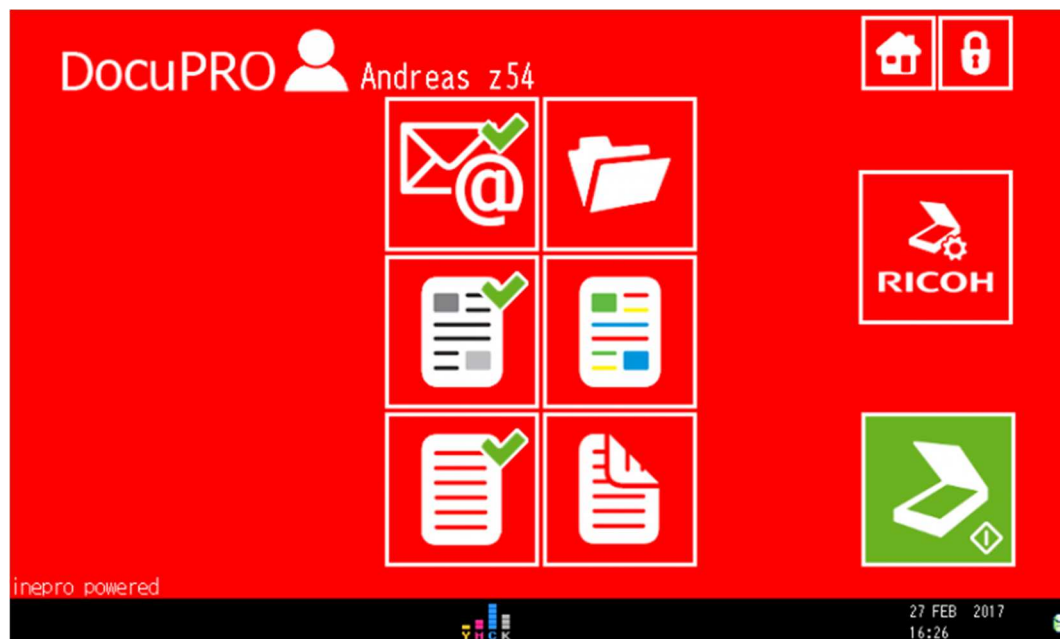 DocuPRO Andreas z54
@
RICOH
inepro powered
Y M C K
27 FEB 2017
16:26